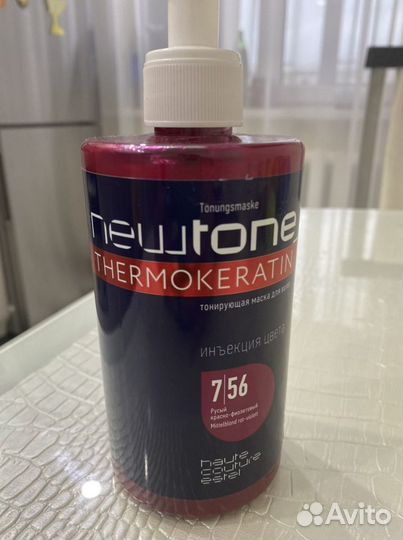 Tönungsmaske
newtone
THERMOKERATIN
тонирующая маска для волос
инъекция цвета
7|56
Русый
красно-фиолетовый
Mittelblond rot-violett
haute
couture
estel
Avito